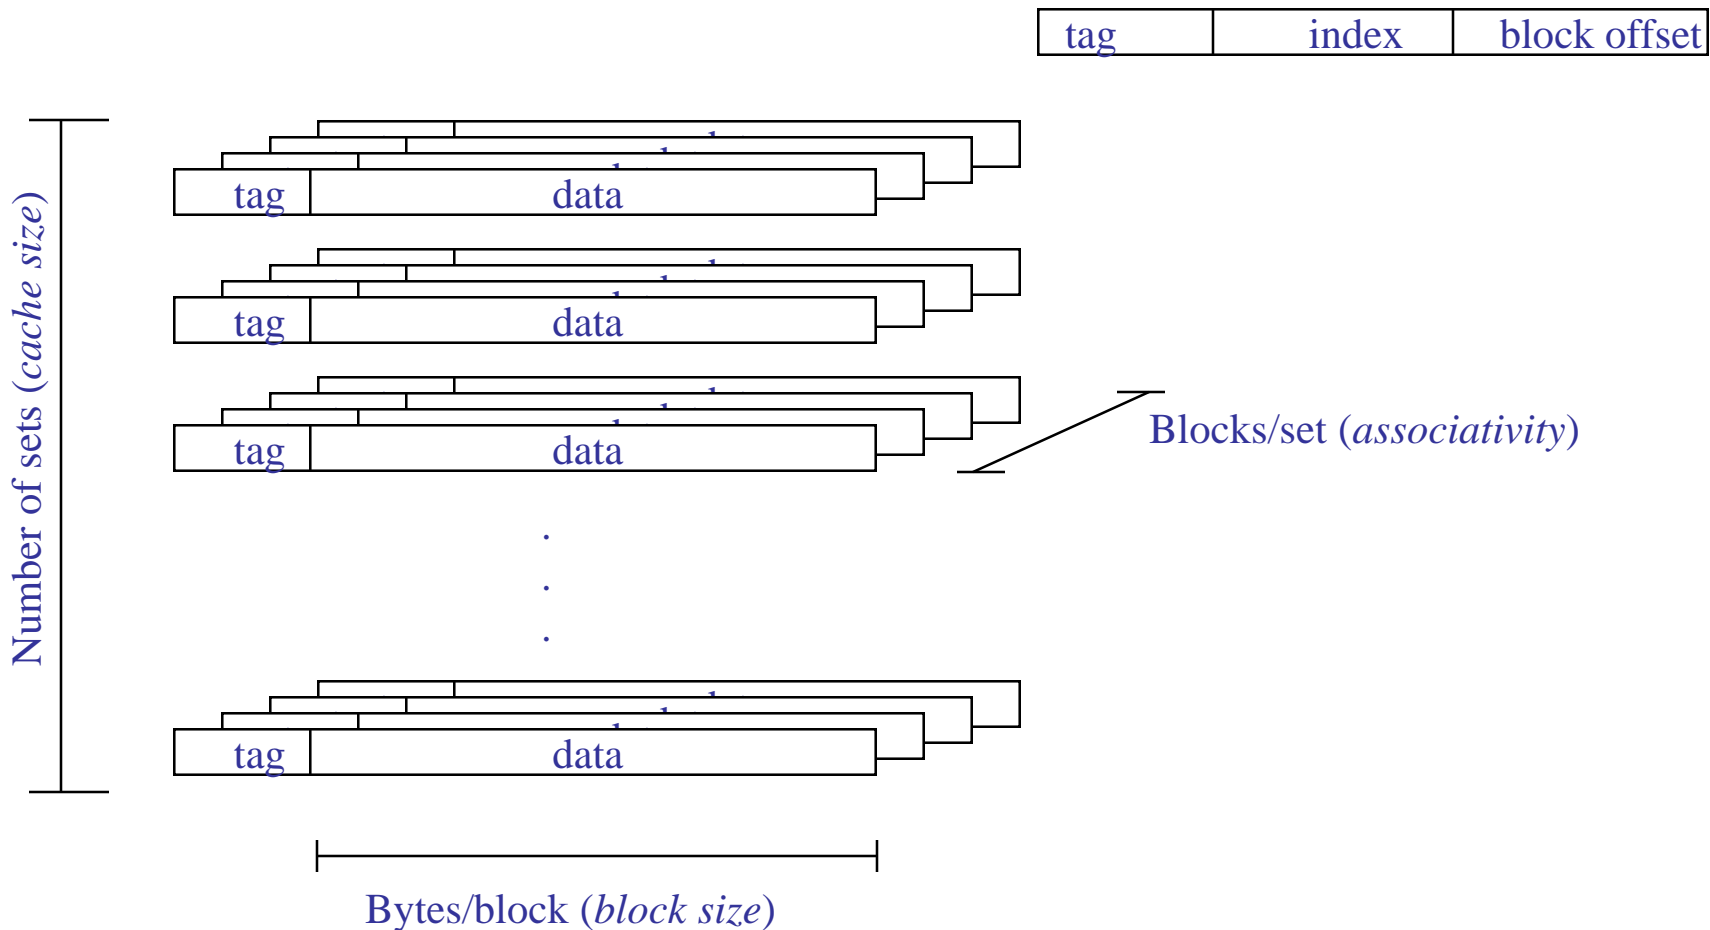 tag index block offset
tag data
tag data
tag data
Blocks/set (associativity)
.
.
.
tag data
Number of sets (cache size)
Bytes/block (block size)